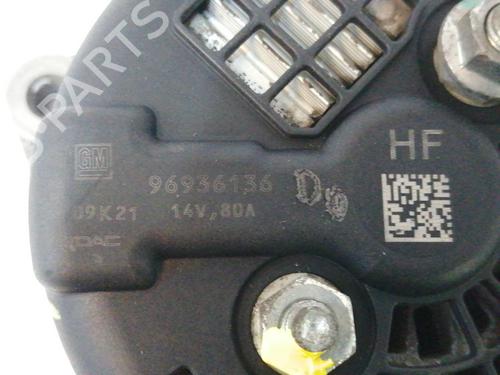 B-PARTS
HF
GM
96936136 D
09K21 14V,80A